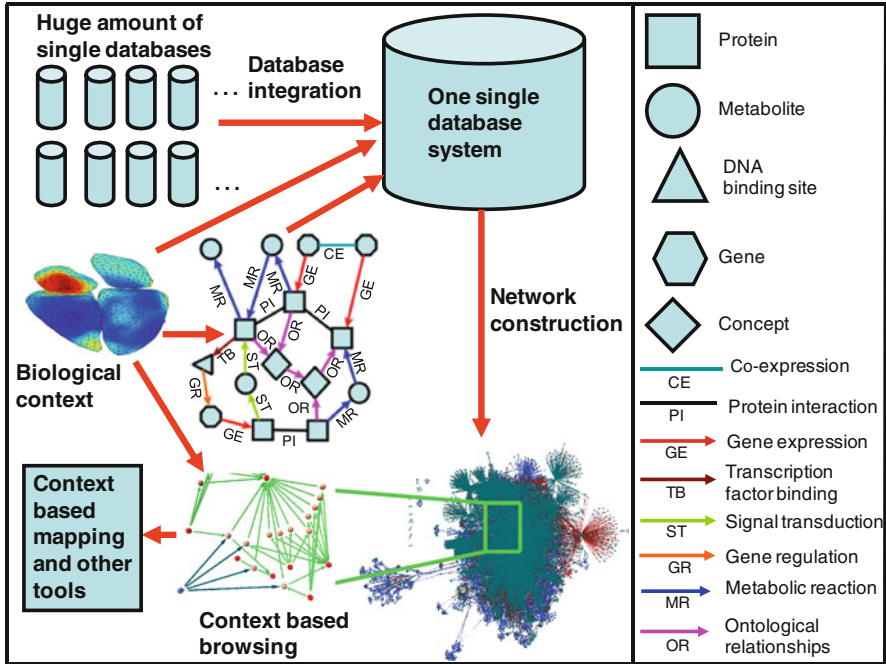 Huge amount of
single databases
...
...
Database
integration
One single
database
system
Network
construction
Biological
context
MR
MR
MR
GE
CE
GE
PI
PI
OR
OR
TB
ST
OR
OR
MR
GR
ST
OR
MR
GE
PI
Context
based
mapping
and other
tools
Context based
browsing
Protein
Metabolite
DNA
binding site
Gene
Concept
Co-expression
CE
Protein interaction
PI
Gene expression
GE
Transcription
factor binding
TB
Signal transduction
ST
Gene regulation
GR
Metabolic reaction
MR
Ontological
relationships
OR